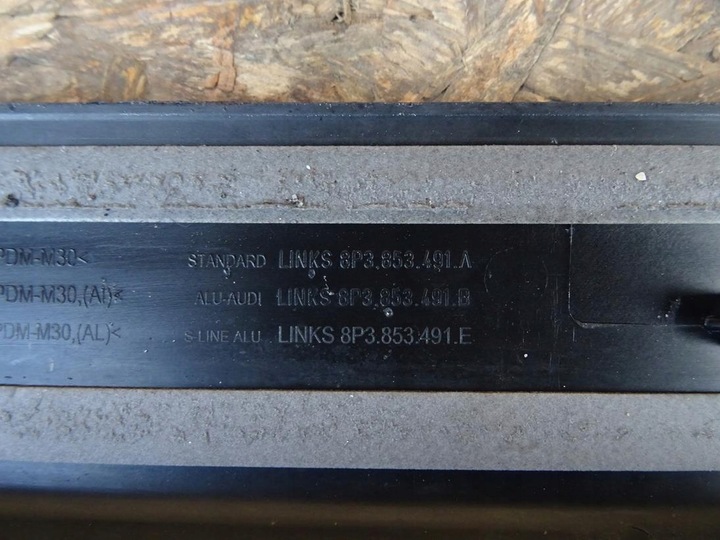 PDM-M30< STANDARD LINKS 8P3.853.491.A
PDM-M30,(Al)< ALU-AUDI LINKS 8P3.853.491.B
PDM-M30,(AL)< S-LINE ALU LINKS 8P3.853.491.E